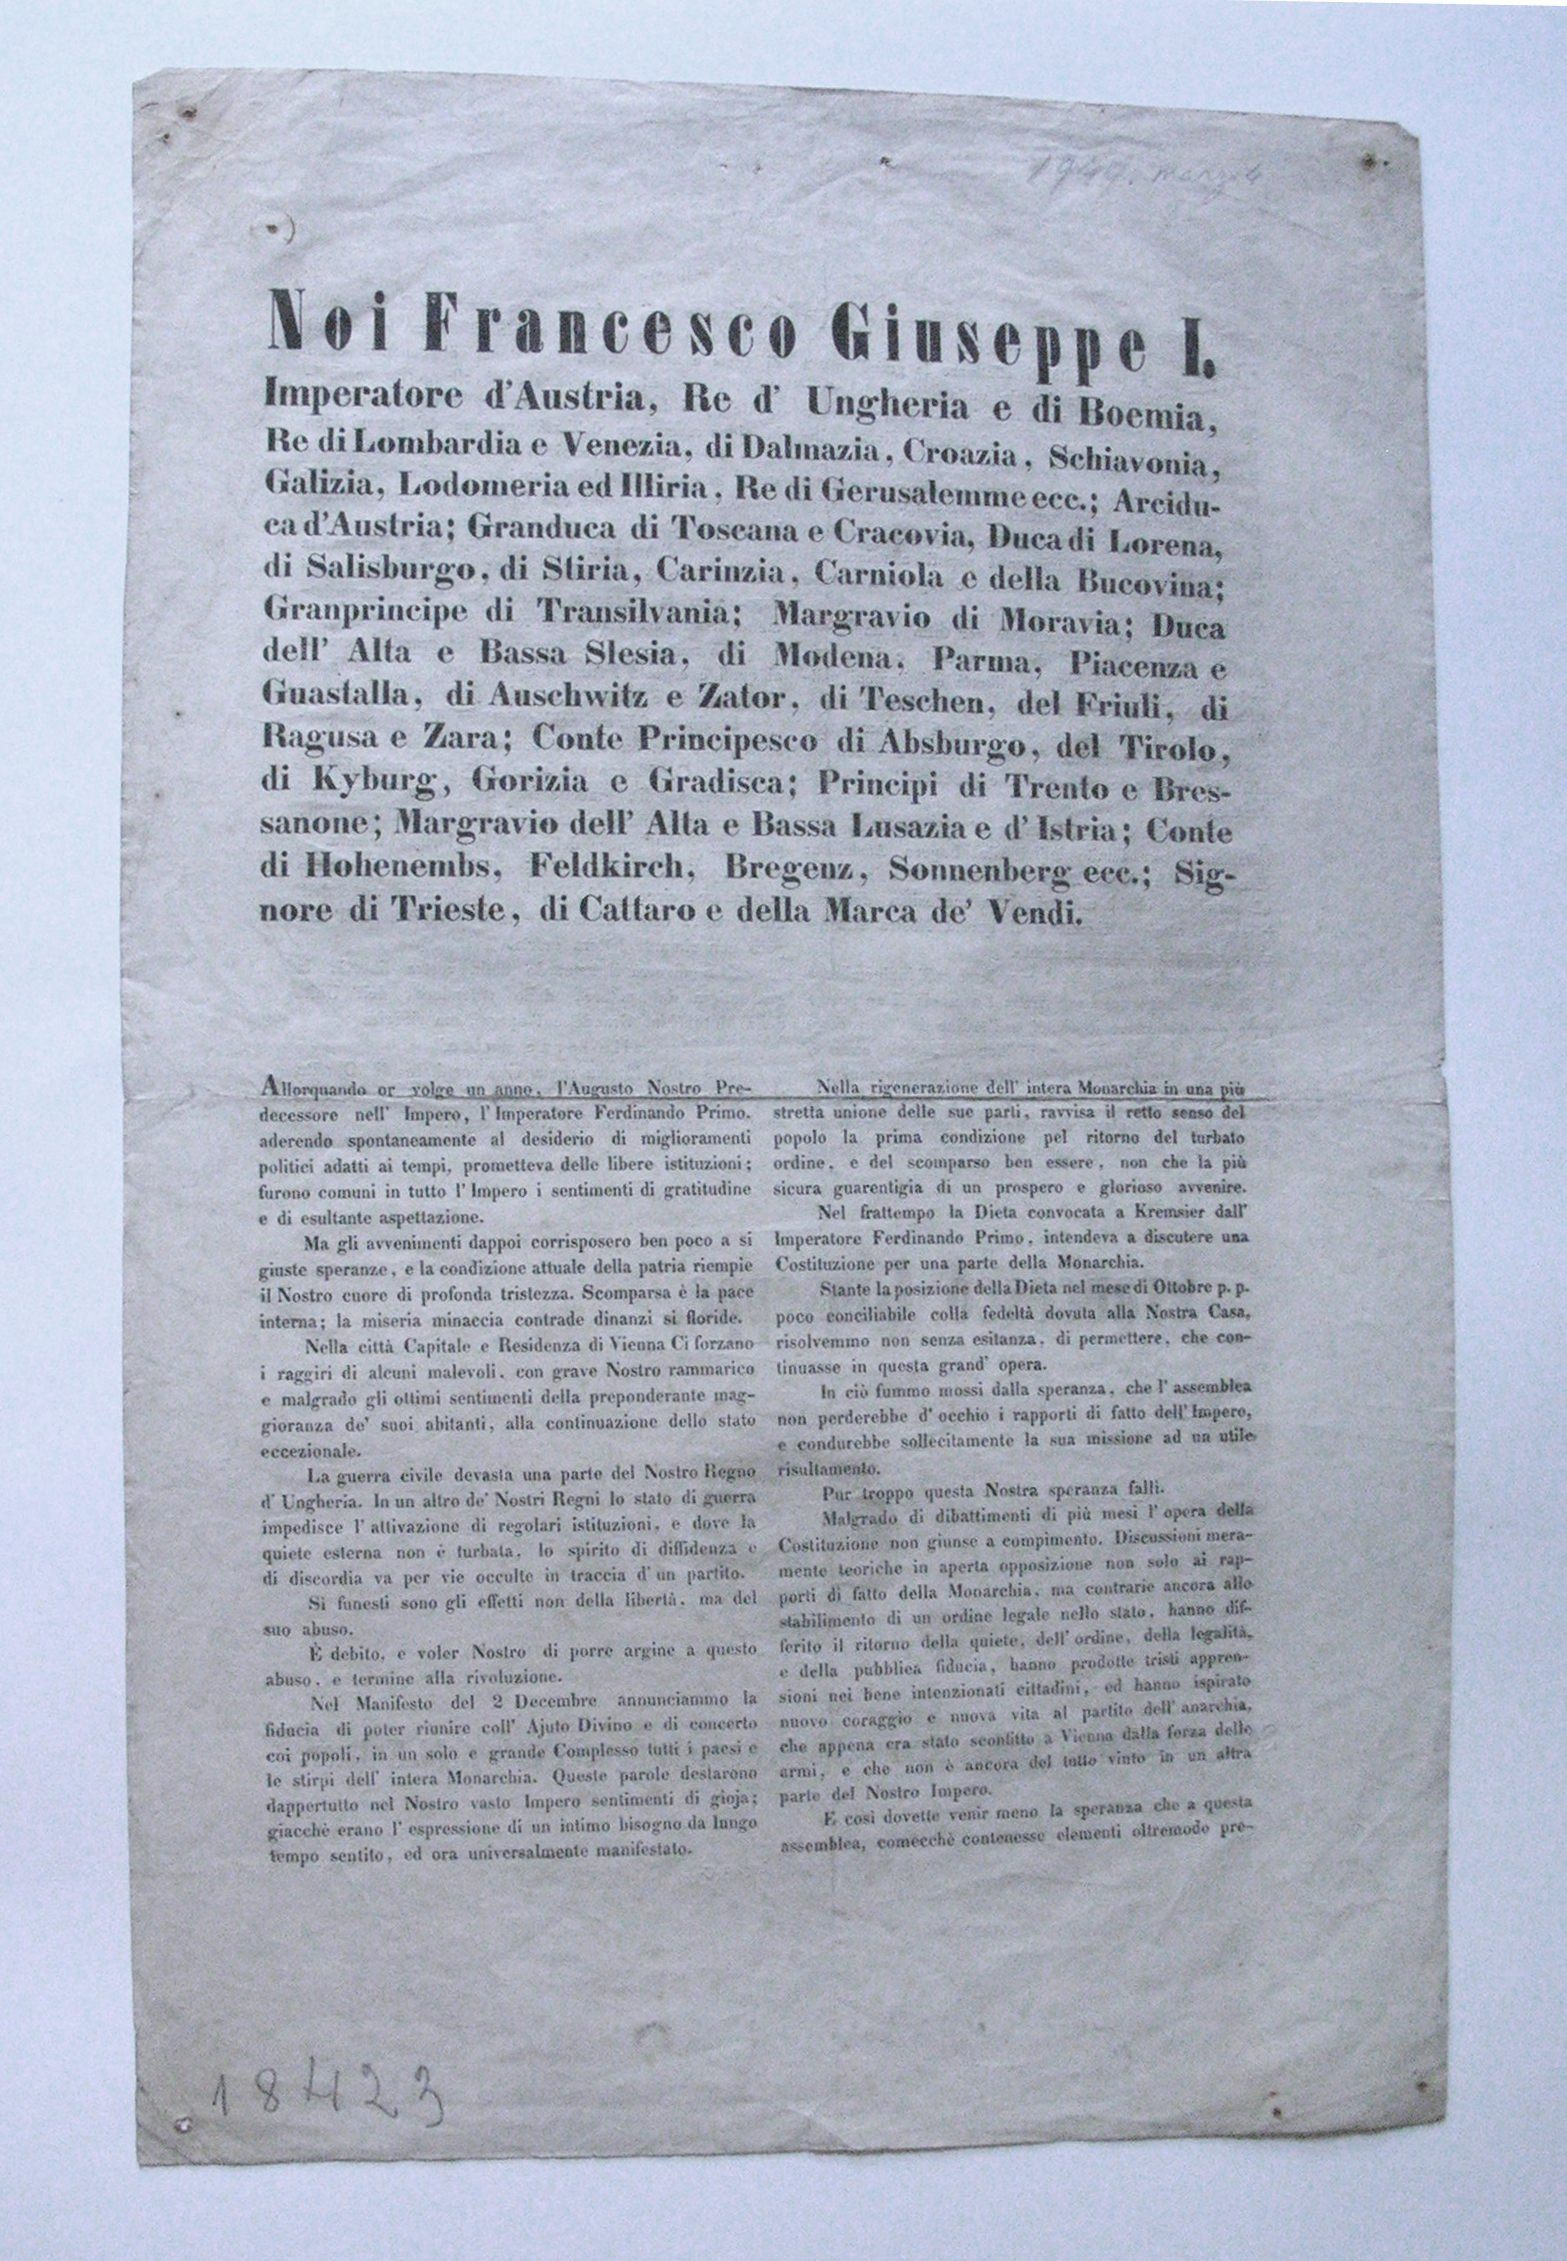 Noi Francesco Giuseppe I.
Imperatore d'Austria, Re d' Ungheria e di Boemia,
Re di Lombardia e Venezia, di Dalmazia, Croazia, Schiavonia,
Galizia, Lodomeria ed Illiria, Re di Gerusalemme ecc.; Arcidu-
ca d'Austria; Granduca di Toscana e Cracovia, Duca di Lorena,
di Salisburgo, di Stiria, Carinzia, Carniola e della Bucovina;
Granprincipe di Transilvania; Margravio di Moravia; Duca
dell' Alta e Bassa Slesia, di Modena, Parma, Piacenza e
Guastalla, di Auschwitz e Zator, di Teschen, del Friuli, di
Ragusa e Zara; Conte Principesco di Absburgo, del Tirolo,
di Kyburg, Gorizia e Gradisca; Principi di Trento e Bres-
sanone; Margravio dell' Alta e Bassa Lusazia e d' Istria; Conte
di Hohenembs, Feldkirch, Bregenz, Sonnenberg ecc.; Sig-
nore di Trieste, di Cattaro e della Marca de' Vendi.
Allorquando or volge un anno, l'Augusto Nostro Pre-
decessore nell' Impero, l' Imperatore Ferdinando Primo,
aderendo spontaneamente al desiderio di miglioramenti
politici adatti ai tempi, prometteva delle libere istituzioni;
furono comuni in tutto l' Impero i sentimenti di gratitudine
e di esultante aspettazione.
Ma gli avvenimenti dappoi corrisposero ben poco a si
giuste speranze, e la condizione attuale della patria riempie
il Nostro cuore di profonda tristezza. Scomparsa è la pace
interna; la miseria minaccia contrade dinanzi si floride.
Nella città Capitale e Residenza di Vienna Ci forzano
i raggiri di alcuni malevoli, con grave Nostro rammarico
e malgrado gli ottimi sentimenti della preponderante mag-
gioranza de' suoi abitanti, alla continuazione dello stato
eccezionale.
La guerra civile devasta una parte del Nostro Regno
d' Ungheria. In un altro de' Nostri Regni lo stato di guerra
impedisce l' attivazione di regolari istituzioni, e dove la
quiete esterna non è turbata, lo spirito di diffidenza e
di discordia va per vie occulte in traccia d' un partito.
Si funesti sono gli effetti non della libertà, ma del
suo abuso.
È debito, e voler Nostro di porre argine a questo
abuso, e termine alla rivoluzione.
Nel Manifesto del 2 Decembre annunciammo la
fiducia di poter riunire coll' Ajuto Divino e di concerto
coi popoli, in un solo e grande Complesso tutti i paesi e
le stirpi dell' intera Monarchia. Queste parole destarono
dappertutto nel Nostro vasto Impero sentimenti di gioja;
giacchè erano l' espressione di un intimo bisogno da lungo
tempo sentito, ed ora universalmente manifestato.
Nella rigenerazione dell' intera Monarchia in una più
stretta unione delle sue parti, ravvisa il retto senso del
popolo la prima condizione pel ritorno del turbato
ordine, e del scomparso ben essere, non che la più
sicura guarentigia di un prospero e glorioso avvenire.
Nel frattempo la Dieta convocata a Kremsier dall'
Imperatore Ferdinando Primo, intendeva a discutere una
Costituzione per una parte della Monarchia.
Stante la posizione della Dieta nel mese di Ottobre p. p.
poco conciliabile colla fedeltà dovuta alla Nostra Casa,
risolvemmo non senza esitanza, di permettere, che con-
tinuasse in questa grand' opera.
In ciò fummo mossi dalla speranza, che l' assemblea
non perderebbe d' occhio i rapporti di fatto dell' Impero,
e condurebbe sollecitamente la sua missione ad un utile
risultamento.
Pur troppo questa Nostra speranza falli.
Malgrado di dibattimenti di più mesi l' opera della
Costituzione non giunse a compimento. Discussioni mera-
mente teoriche in aperta opposizione non solo ai rap-
porti di fatto della Monarchia, ma contrarie ancora allo
stabilimento di un ordine legale nello stato, hanno dif-
ferito il ritorno della quiete, dell' ordine, della legalità,
e della pubblica fiducia, hanno prodotte tristi appren-
sioni nei bene intenzionati cittadini, ed hanno ispirato
nuovo coraggio e nuova vita al partito dell' anarchia,
che appena era stato sconfitto a Vienna dalla forza delle
armi, e che non è ancora del tutto vinto in un altra
parte del Nostro Impero.
E così dovette venir meno la speranza che a questa
assemblea, comecchè contenesse elementi oltremodo pre-
18423